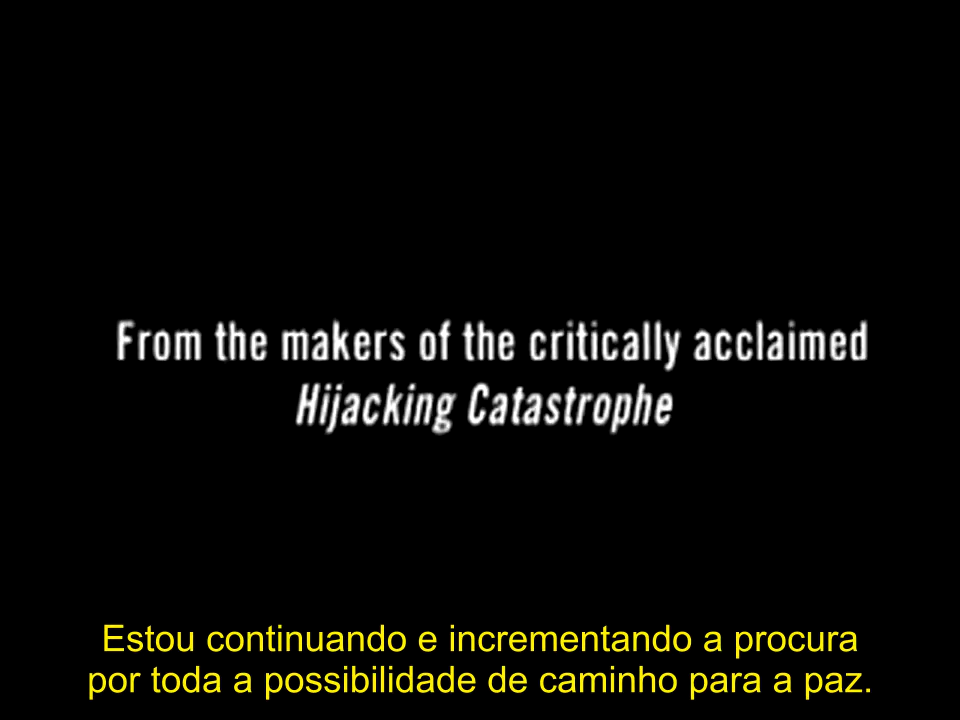 From the makers of the critically acclaimed
Hijacking Catastrophe
Estou continuando e incrementando a procura
por toda a possibilidade de caminho para a paz.